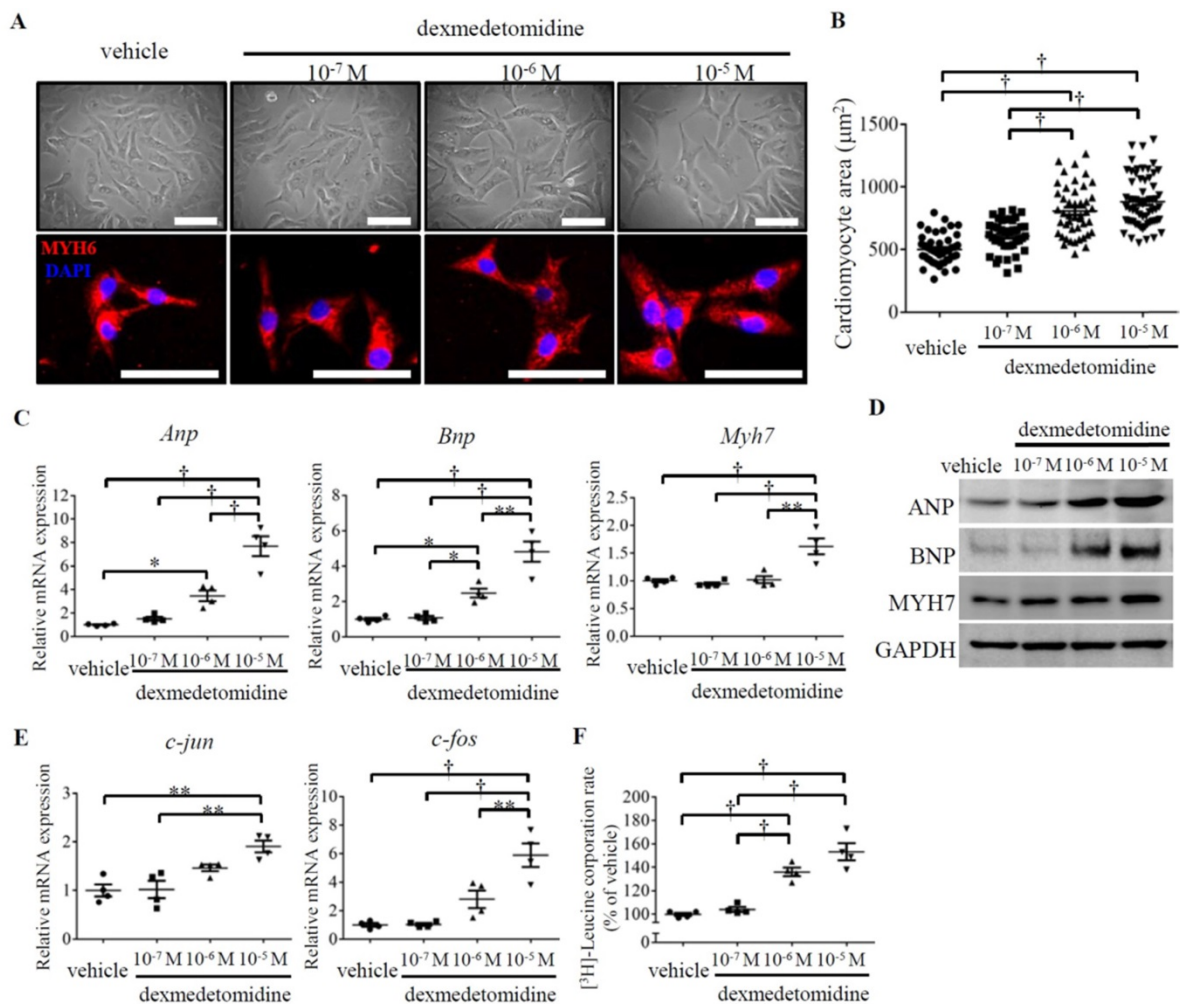 A
vehicle
dexmedetomidine
10-7 M
10-6 M
10-5 M
MYH6
DAPI
B
† 
†
†
†
Cardiomyocyte area (µm2)
1500
1000
500
0
vehicle
10-7 M
10-6 M
10-5 M
dexmedetomidine
C
Anp
Relative mRNA expression
12
10
8
6
4
2
0
†
†
†
*
vehicle
10-7 M
10-6 M
10-5 M
dexmedetomidine
Bnp
Relative mRNA expression
8
6
4
2
0
†
†
**
*
*
vehicle
10-7 M
10-6 M
10-5 M
dexmedetomidine
Myh7
Relative mRNA expression
2.5
2.0
1.5
1.0
0.5
0.0
†
†
**
vehicle
10-7 M
10-6 M
10-5 M
dexmedetomidine
D
dexmedetomidine
vehicle
10-7 M
10-6 M
10-5 M
ANP
BNP
MYH7
GAPDH
E
c-jun
Relative mRNA expression
3
2
1
0
**
**
vehicle
10-7 M
10-6 M
10-5 M
dexmedetomidine
c-fos
Relative mRNA expression
10
8
6
4
2
0
†
†
**
vehicle
10-7 M
10-6 M
10-5 M
dexmedetomidine
F
[3H]-Leucine corporation rate
(% of vehicle)
200
180
160
140
120
100
0
†
†
†
†
vehicle
10-7 M
10-6 M
10-5 M
dexmedetomidine